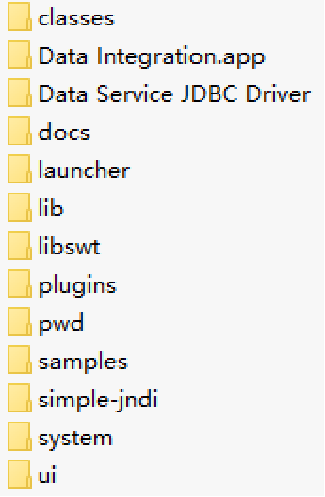 classes
Data Integration.app
Data Service JDBC Driver
docs
launcher
lib
libswt
plugins
pwd
samples
simple-jndi
system
ui